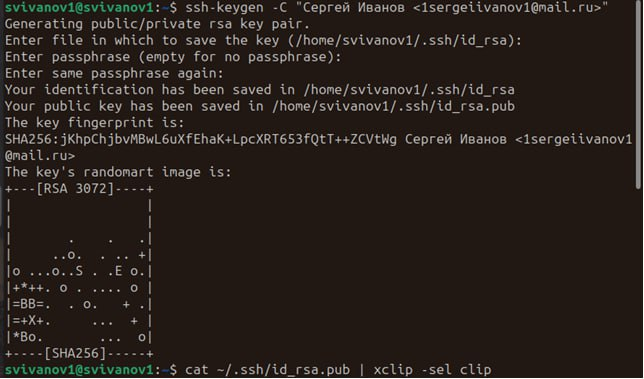 svivanov1@svivanov1:~$ ssh-keygen -C "Сергей Иванов <1sergeiivanov1@mail.ru>"
Generating public/private rsa key pair.
Enter file in which to save the key (/home/svivanov1/.ssh/id_rsa):
Enter passphrase (empty for no passphrase):
Enter same passphrase again:
Your identification has been saved in /home/svivanov1/.ssh/id_rsa
Your public key has been saved in /home/svivanov1/.ssh/id_rsa.pub
The key fingerprint is:
SHA256:jKhpChjbvMBwL6uXfEhaK+LpcXRT653fQtT++ZCVtWg Сергей Иванов <1sergeiivanov1
@mail.ru>
The key's randomart image is:
+---[RSA 3072]----+
|                 |
|                 |
|       .    .   .|
|     ..o.  . .. +|
|o ...o..S . .E o.|
|+*++. o . .... o |
|=BB=.  . o.   + .|
|=+X+.     ...  + |
|*Bo.       ...  o|
+----[SHA256]-----+
svivanov1@svivanov1:~$ cat ~/.ssh/id_rsa.pub | xclip -sel clip